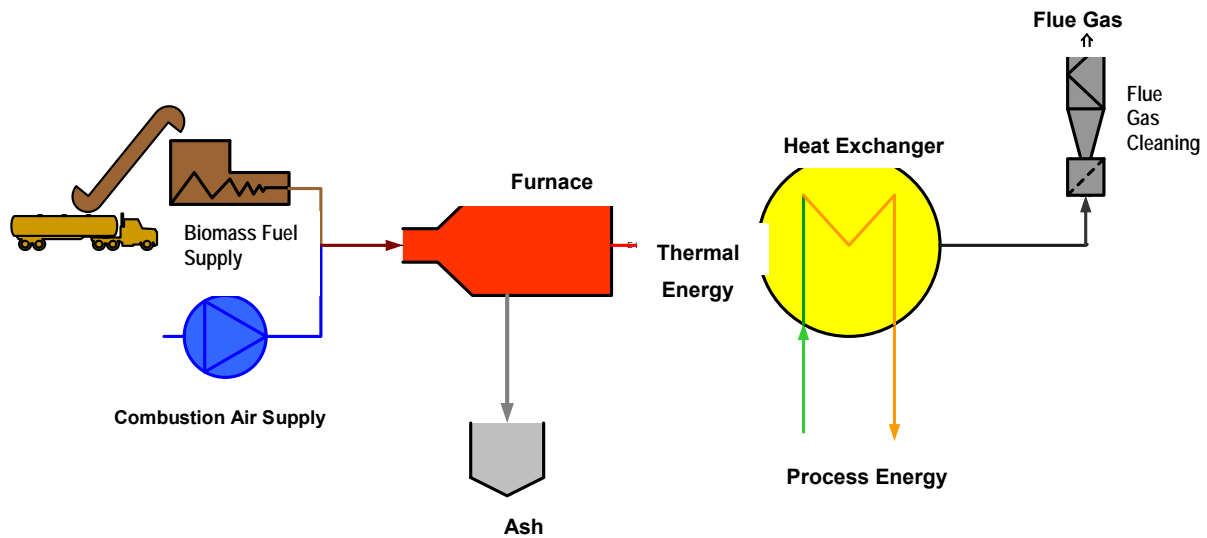 Flue Gas
Flue
Gas
Cleaning
Heat Exchanger
Furnace
Biomass Fuel
Supply
Thermal
Energy
Combustion Air Supply
Process Energy
Ash